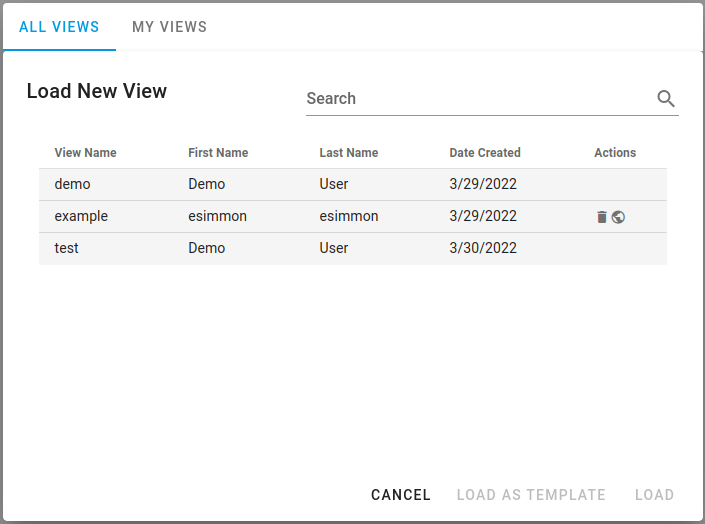 ALL VIEWS MY VIEWS
Load New View
Search
View Name First Name Last Name Date Created Actions
demo Demo User 3/29/2022
example esimmon esimmon 3/29/2022
test Demo User 3/30/2022
CANCEL LOAD AS TEMPLATE LOAD